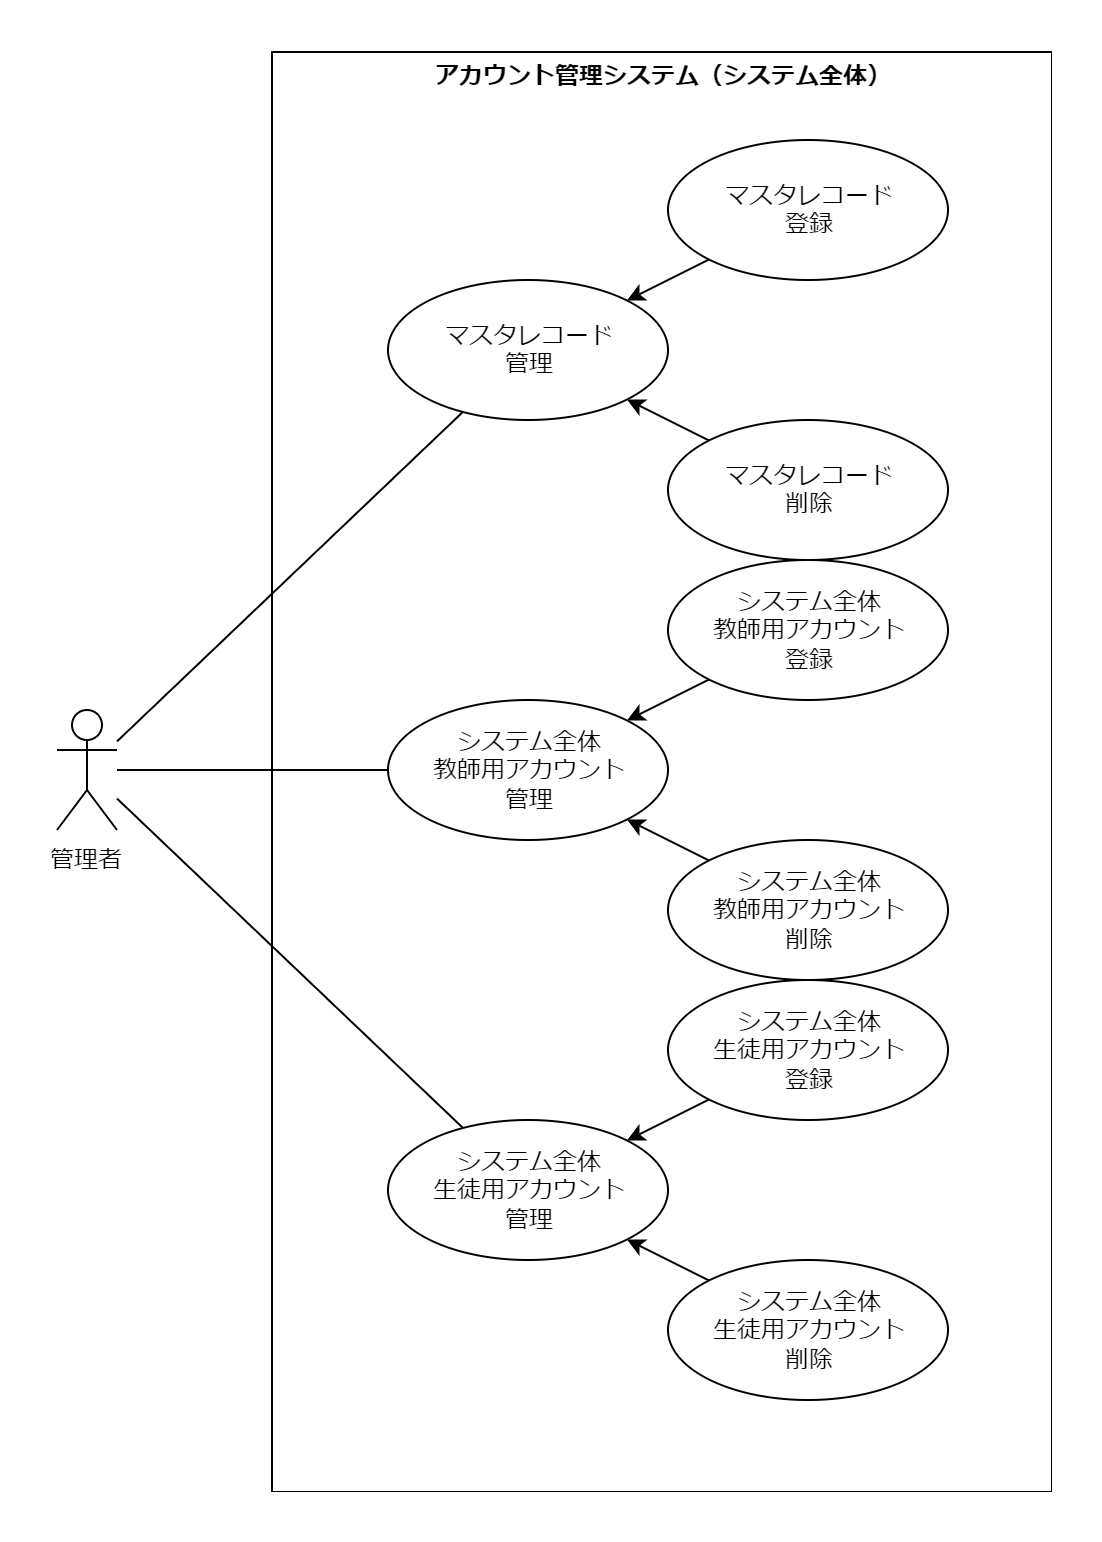 アカウント管理システム（システム全体）
マスタレコード
登録
マスタレコード
管理
マスタレコード
削除
システム全体
教師用アカウント
登録
システム全体
教師用アカウント
管理
管理者
システム全体
教師用アカウント
削除
システム全体
生徒用アカウント
登録
システム全体
生徒用アカウント
管理
システム全体
生徒用アカウント
削除